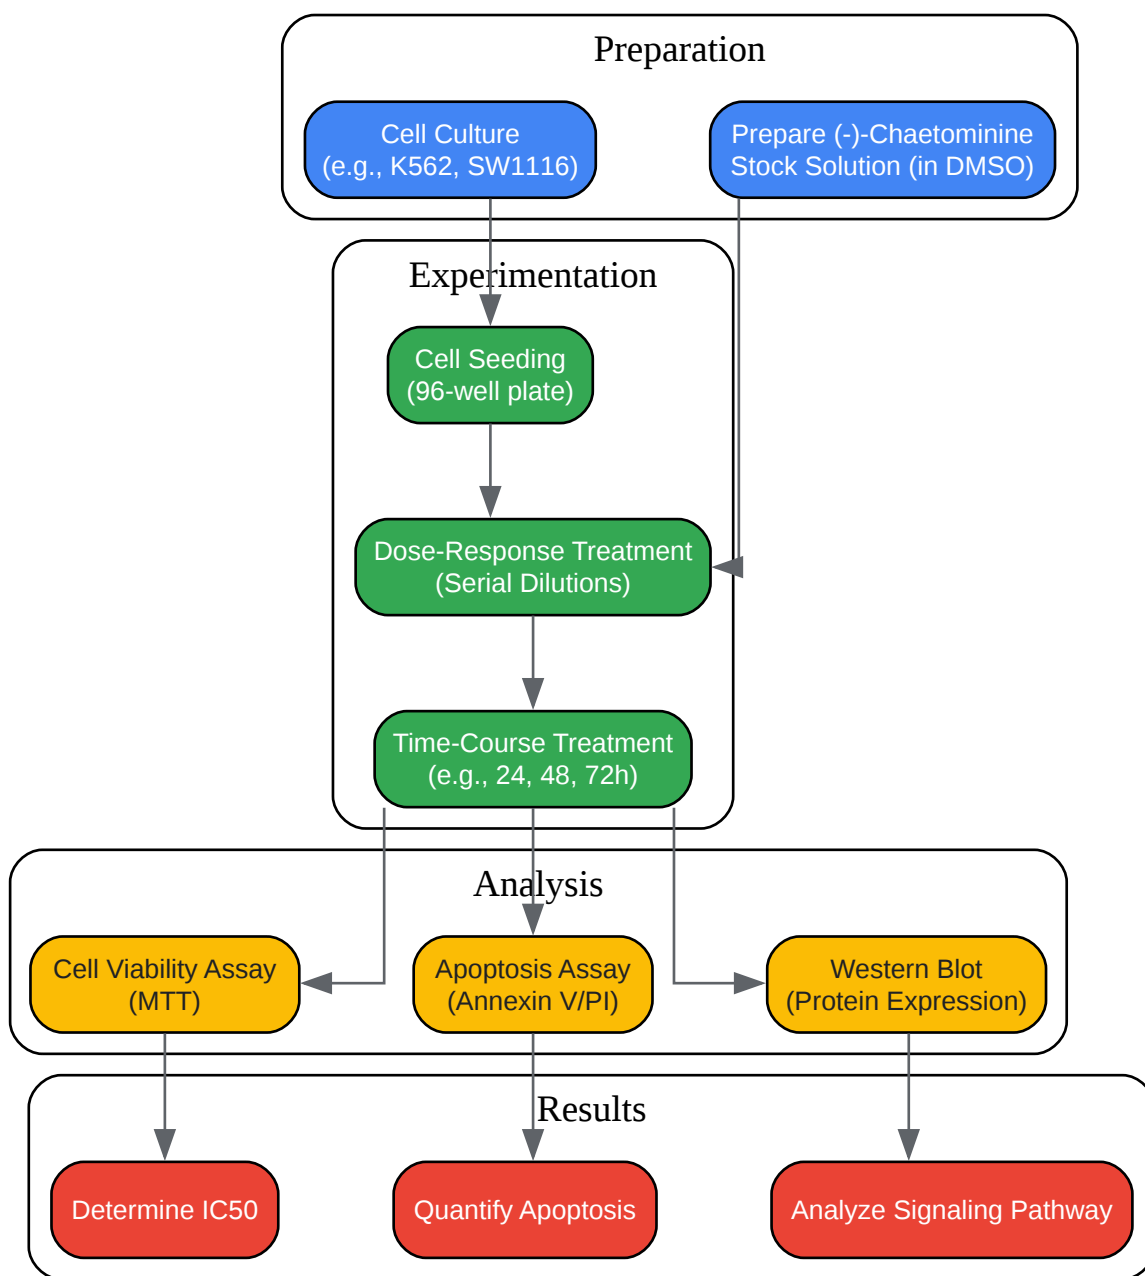 Preparation
Cell Culture
(e.g., K562, SW1116)
Prepare (-)-Chaetominine
Stock Solution (in DMSO)
Experimentation
Cell Seeding
(96-well plate)
Dose-Response Treatment
(Serial Dilutions)
Time-Course Treatment
(e.g., 24, 48, 72h)
Analysis
Cell Viability Assay
(MTT)
Apoptosis Assay
(Annexin V/PI)
Western Blot
(Protein Expression)
Results
Determine IC50
Quantify Apoptosis
Analyze Signaling Pathway